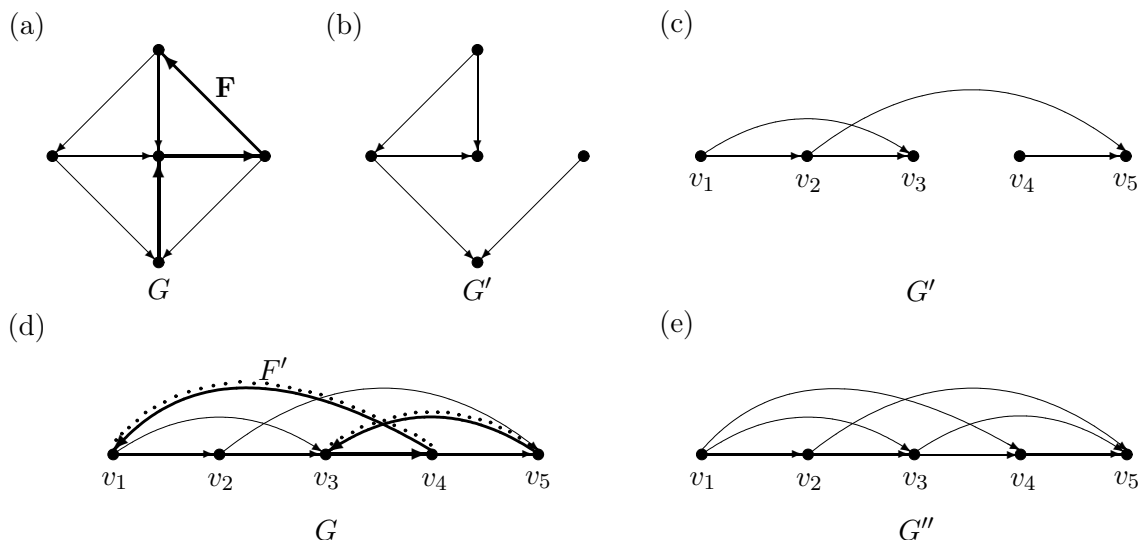 (a)
F
G
(b)
G′
(c)
v₁ v₂ v₃ v₄ v₅
G′
(d)
F′
v₁ v₂ v₃ v₄ v₅
G
(e)
v₁ v₂ v₃ v₄ v₅
G″